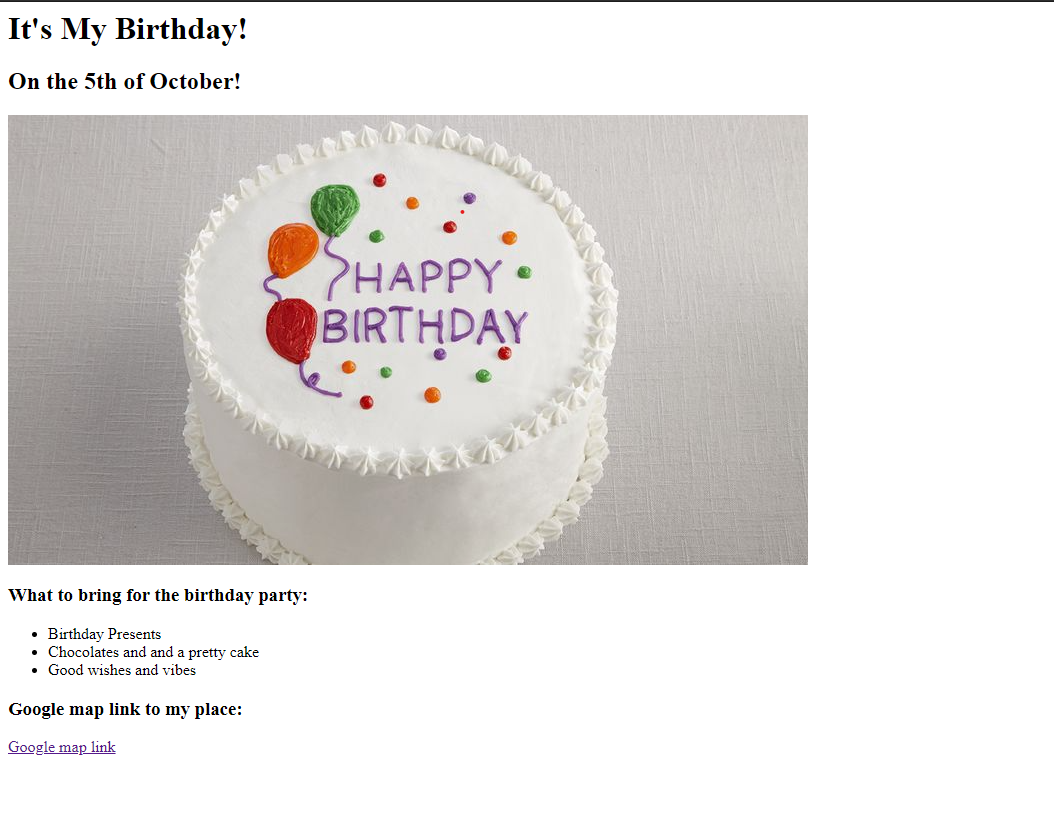 It's My Birthday!
On the 5th of October!
HAPPY
BIRTHDAY
What to bring for the birthday party:
Birthday Presents
Chocolates and and a pretty cake
Good wishes and vibes
Google map link to my place:
Google map link